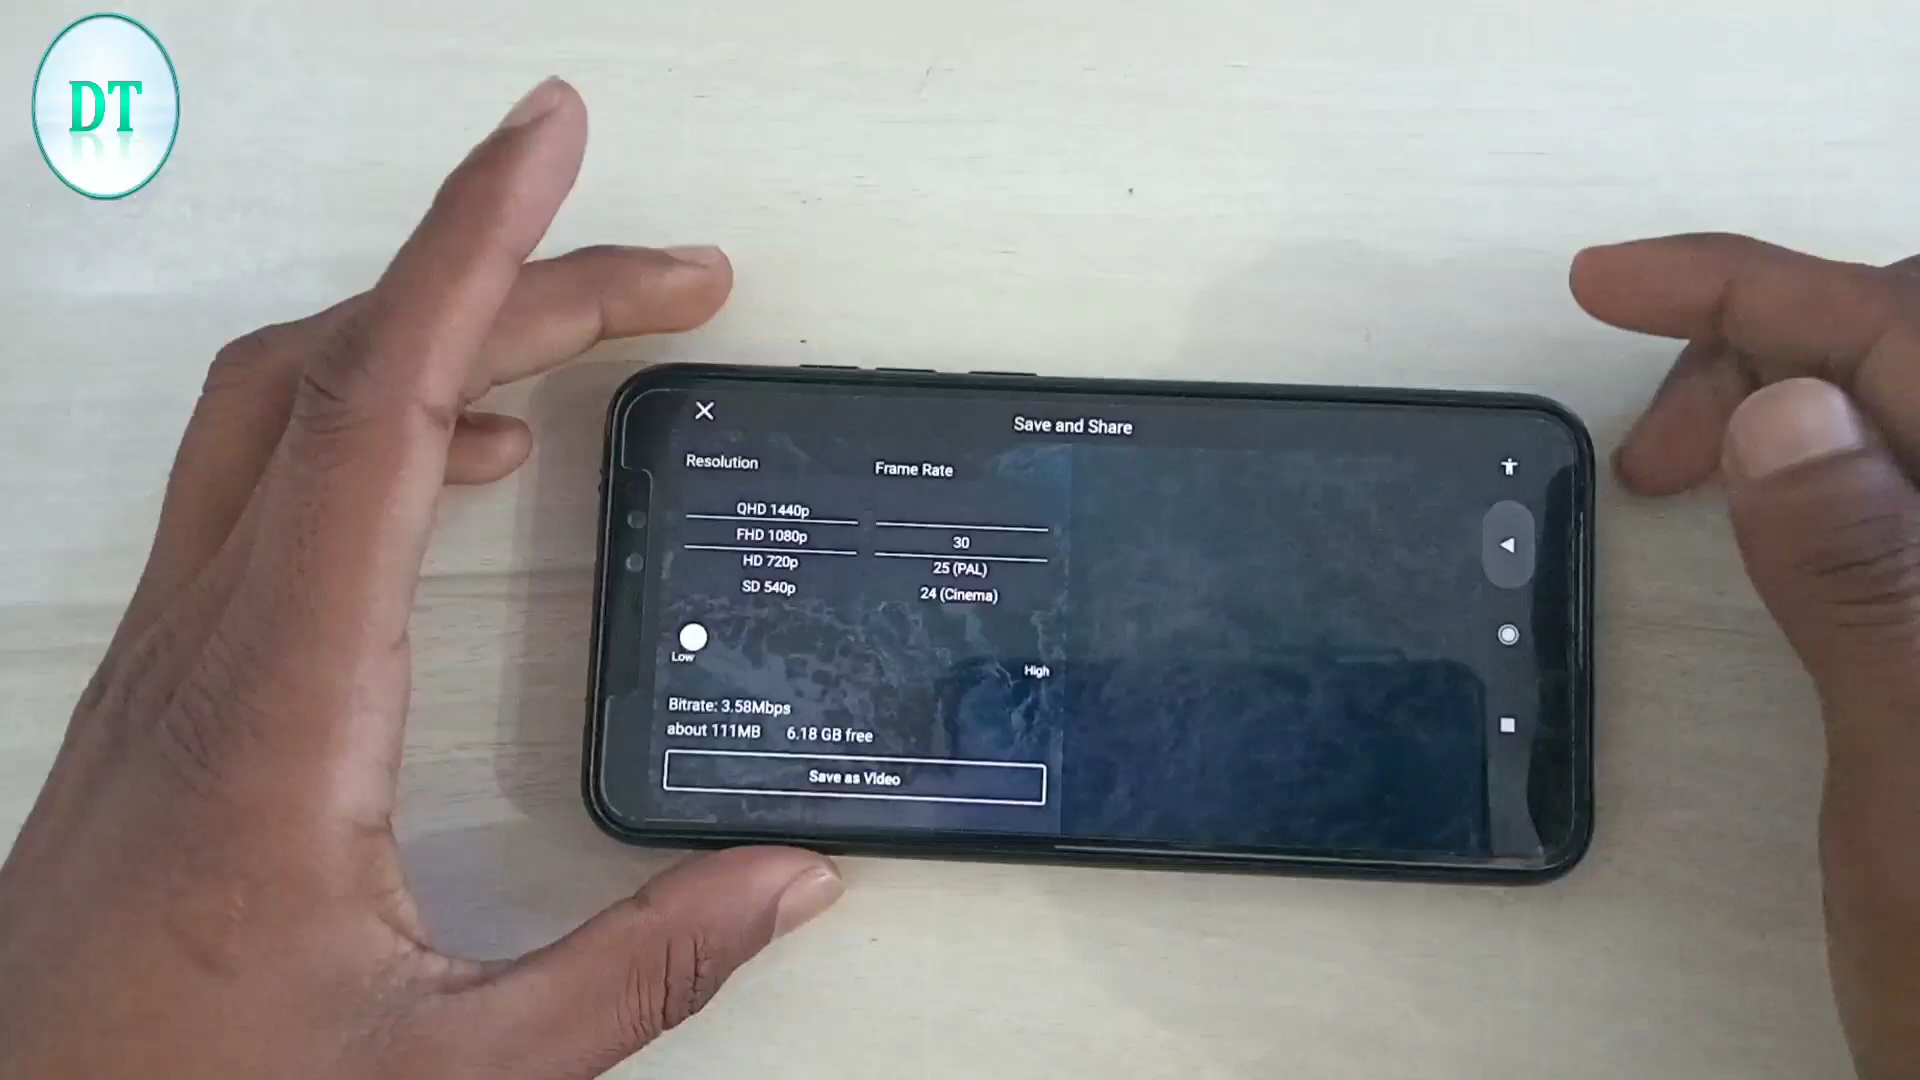 DT
Save and Share
Resolution
Frame Rate
QHD 1440p
FHD 1080p
HD 720p
SD 540p
30
25 (PAL)
24 (Cinema)
Low
High
Bitrate: 3.58Mbps
about 111MB 6.18 GB free
Save as Video